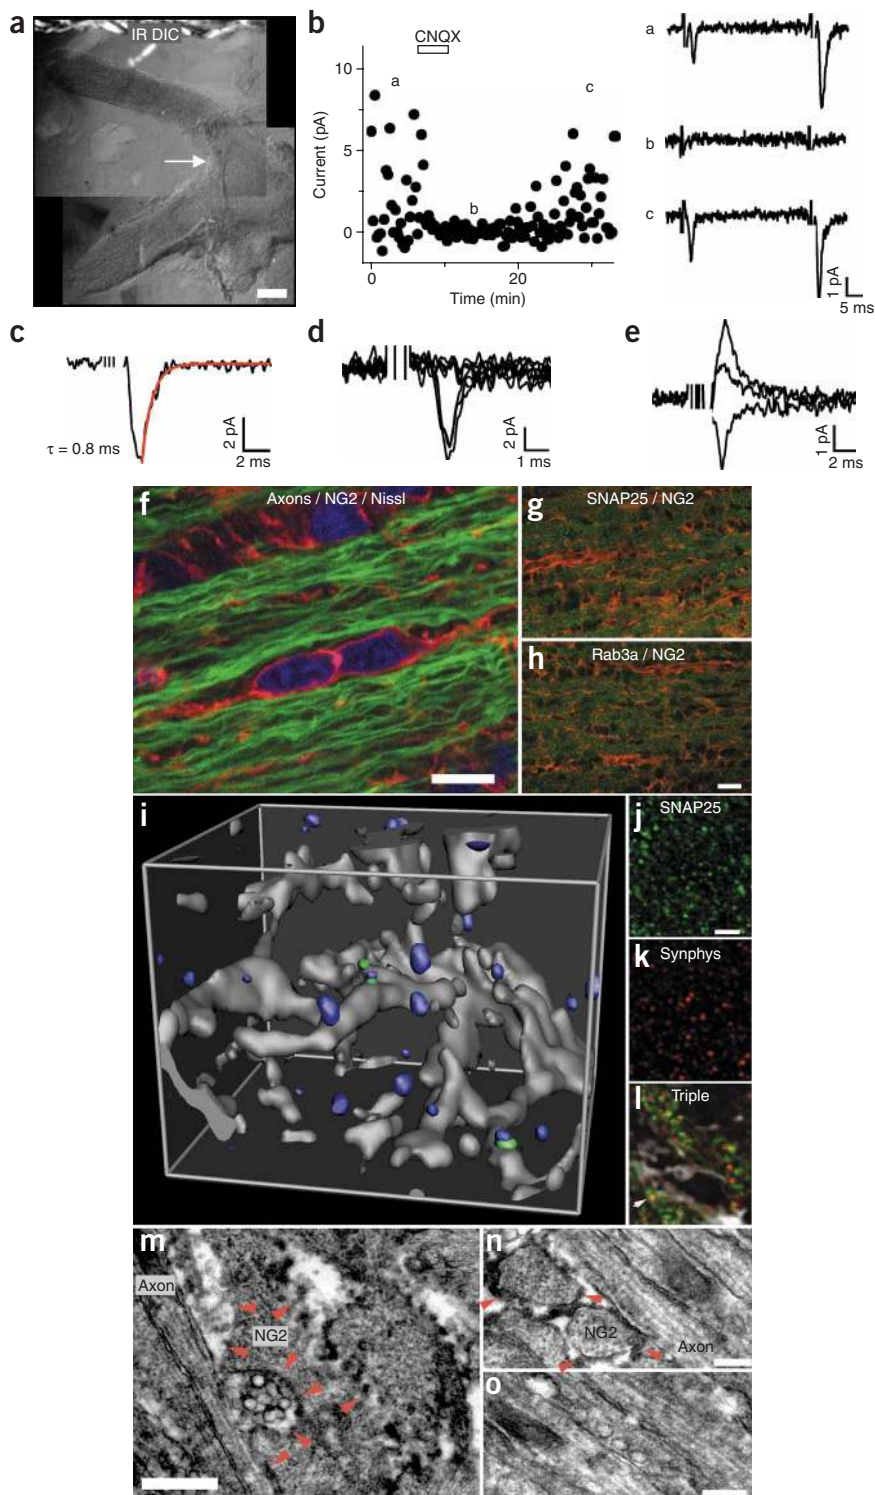 a
IR DIC
b
CNQX
10
5
0
Current (pA)
a
b
c
0
20
Time (min)
a
b
c
1 pA
5 ms
c
τ = 0.8 ms
2 pA
2 ms
d
2 pA
1 ms
e
1 pA
2 ms
f
Axons / NG2 / Nissl
g
SNAP25 / NG2
h
Rab3a / NG2
i
j
SNAP25
k
Synphys
l
Triple
m
Axon
NG2
n
NG2
Axon
o